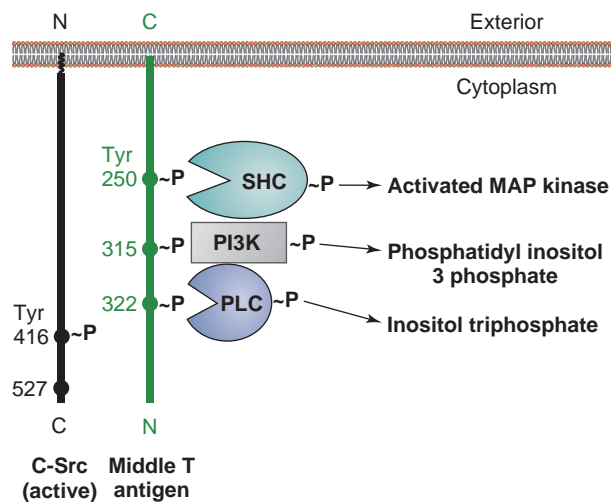 N
C
Exterior
Cytoplasm
Tyr
250
~P
SHC
~P
Activated MAP kinase
315
~P
PI3K
~P
Phosphatidyl inositol
3 phosphate
322
~P
PLC
~P
Inositol triphosphate
Tyr
416
~P
527
C
N
C-Src
(active)
Middle T
antigen